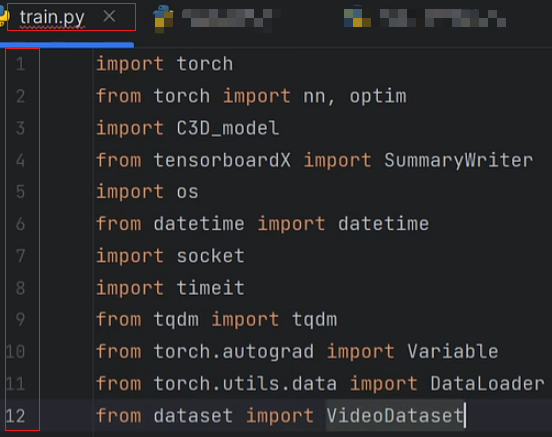 train.py
1 import torch
2 from torch import nn, optim
3 import C3D_model
4 from tensorboardX import SummaryWriter
5 import os
6 from datetime import datetime
7 import socket
8 import timeit
9 from tqdm import tqdm
10 from torch.autograd import Variable
11 from torch.utils.data import DataLoader
12 from dataset import VideoDataset